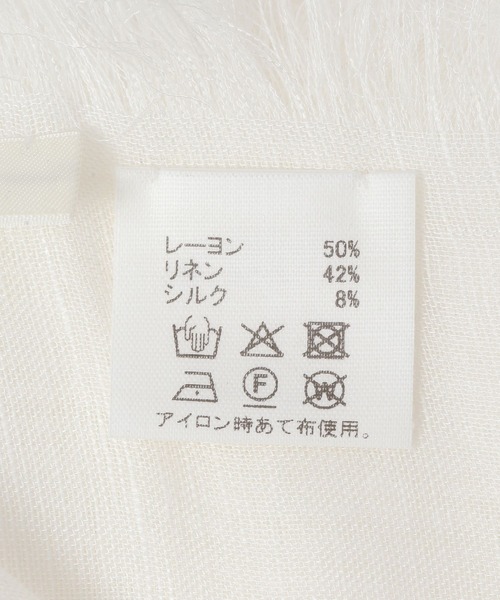 レーヨン 50%
リネン 42%
シルク 8%
F W
アイロン時あて布使用。